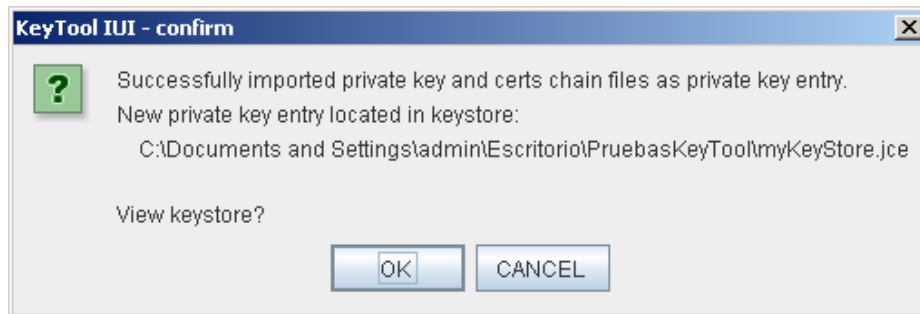 KeyTool IUI - confirm
Successfully imported private key and certs chain files as private key entry.
New private key entry located in keystore:
C:\Documents and Settings\admin\Escritorio\PruebasKeyTool\myKeyStore.jce
View keystore?
OK CANCEL